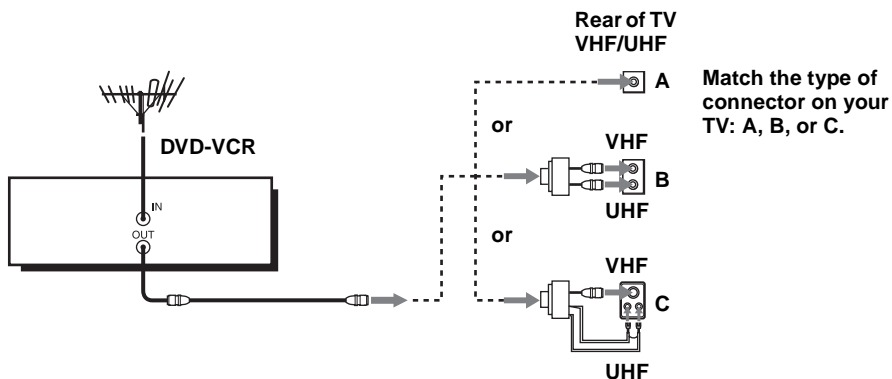 Rear of TV
VHF/UHF
A
Match the type of
connector on your
TV: A, B, or C.
or
DVD-VCR
VHF
B
IN
UHF
OUT
or
VHF
C
UHF